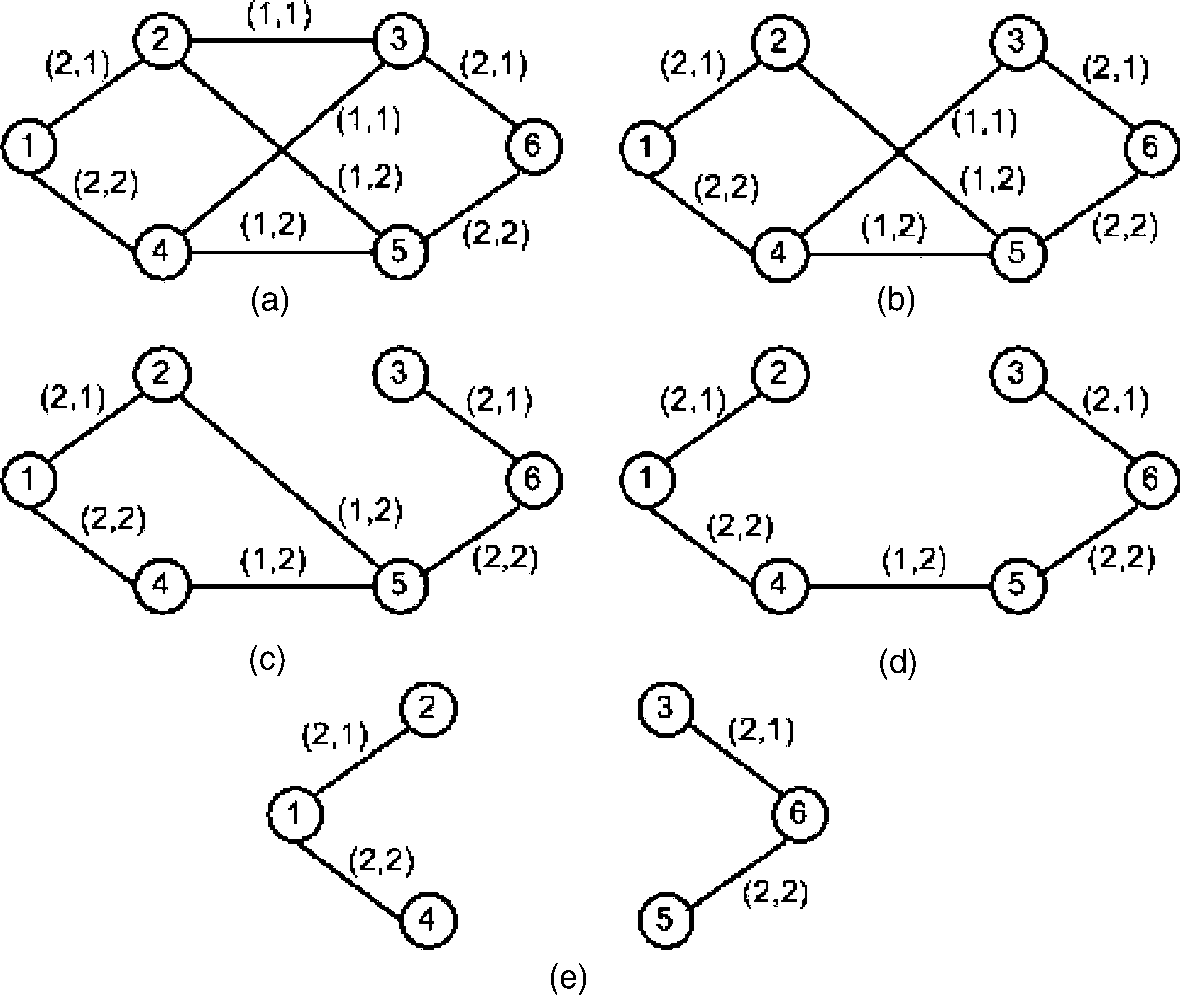 (1,1)
2 3 2 3
(2,1) (2,1) (2,1) (2,1)
(1,1) (1,1)
1 6 1 6
(2,2) (1,2) (2,2) (1,2)
(1,2) (2,2) (1,2) (2,2)
4 5 4 5
(a) (b)
2 3 2 3
(2,1) (2,1) (2,1) (2,1)
1 6 1 6
(2,2) (1,2) (2,2)
(1,2) (2,2) (1,2) (2,2)
4 5 4 5
(c) (d)
2 3
(2,1) (2,1)
1 6
(2,2) (2,2)
4 5
(e)